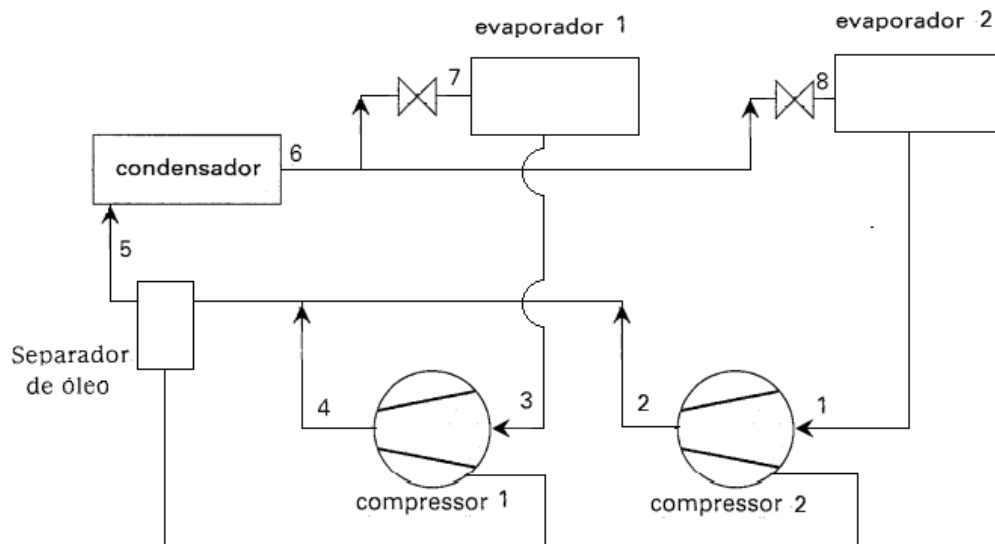 evaporador 1
evaporador 2
7
8
condensador
6
5
Separador
de óleo
4
3
2
1
compressor 1
compressor 2